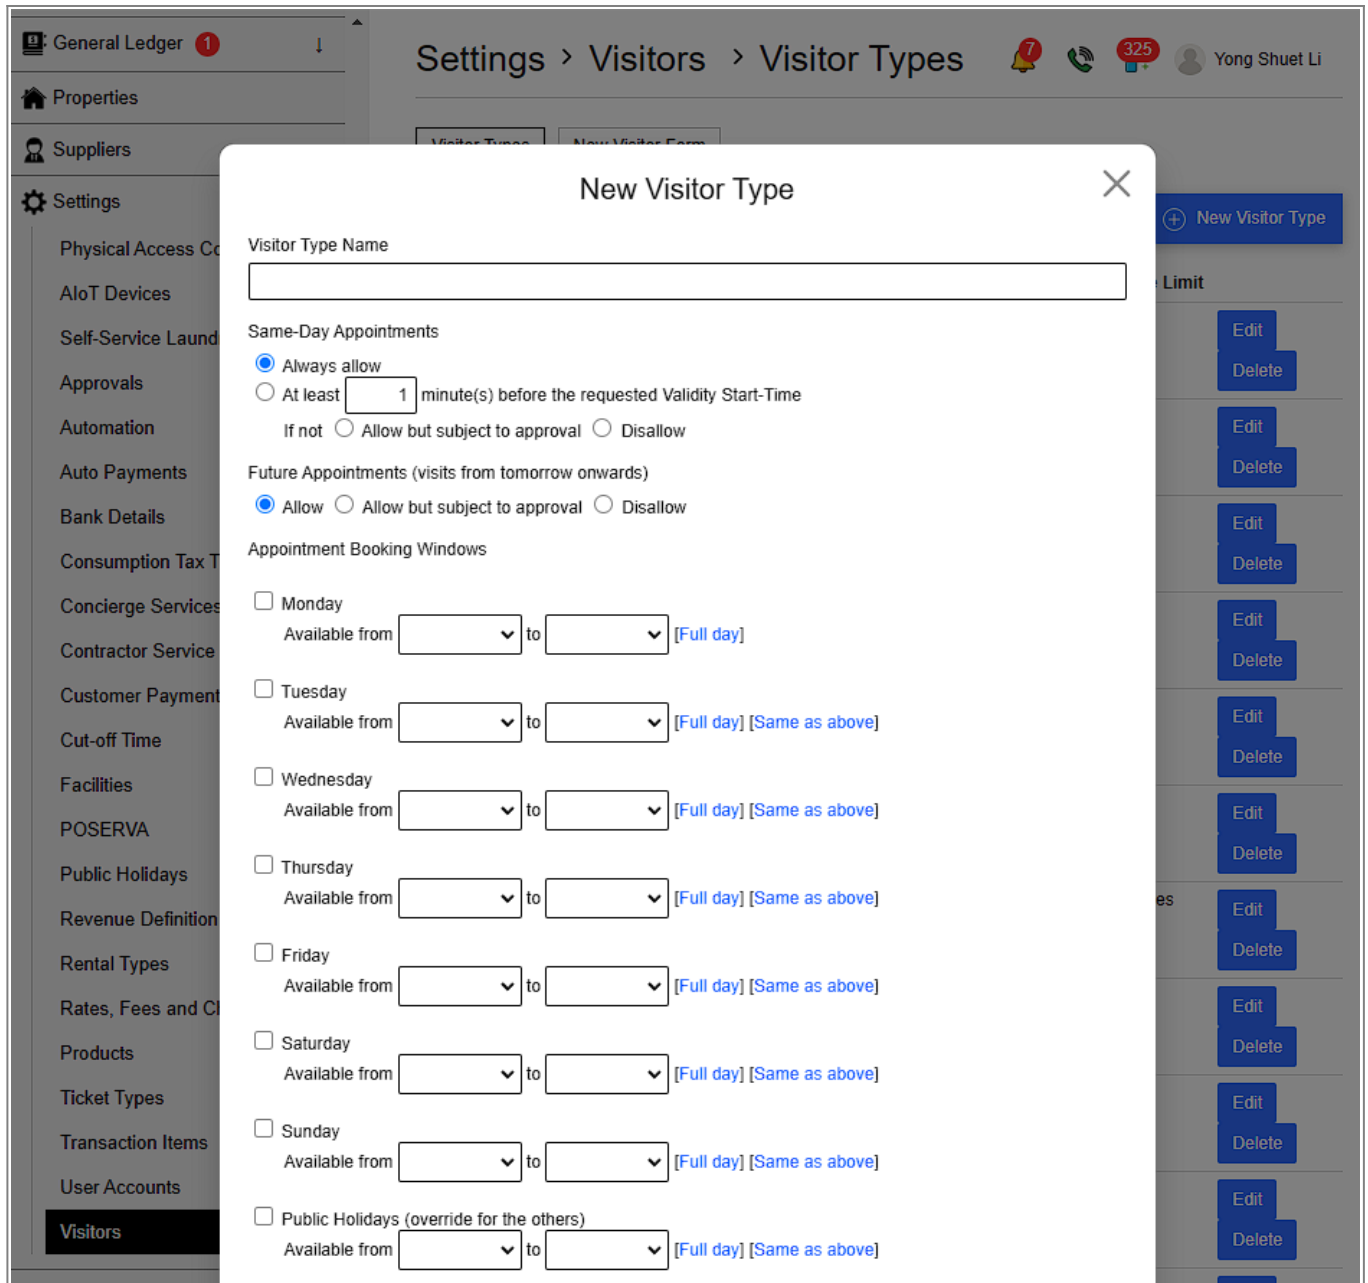 General Ledger 1 ↓
Properties
Suppliers
Settings
Physical Access Co
AIoT Devices
Self-Service Laund
Approvals
Automation
Auto Payments
Bank Details
Consumption Tax T
Concierge Services
Contractor Service
Customer Payment
Cut-off Time
Facilities
POSERVA
Public Holidays
Revenue Definition
Rental Types
Rates, Fees and Cl
Products
Ticket Types
Transaction Items
User Accounts
Visitors
Settings > Visitors > Visitor Types 7 325 Yong Shuet Li
Visitor Types New Visitor Form
New Visitor Type
Limit
Edit
Delete
Edit
Delete
Edit
Delete
Edit
Delete
Edit
Delete
Edit
Delete
es
Edit
Delete
Edit
Delete
Edit
Delete
Edit
Delete
New Visitor Type
Visitor Type Name
Same-Day Appointments
Always allow
At least 1 minute(s) before the requested Validity Start-Time
If not Allow but subject to approval Disallow
Future Appointments (visits from tomorrow onwards)
Allow Allow but subject to approval Disallow
Appointment Booking Windows
Monday
Available from to [Full day]
Tuesday
Available from to [Full day] [Same as above]
Wednesday
Available from to [Full day] [Same as above]
Thursday
Available from to [Full day] [Same as above]
Friday
Available from to [Full day] [Same as above]
Saturday
Available from to [Full day] [Same as above]
Sunday
Available from to [Full day] [Same as above]
Public Holidays (override for the others)
Available from to [Full day] [Same as above]